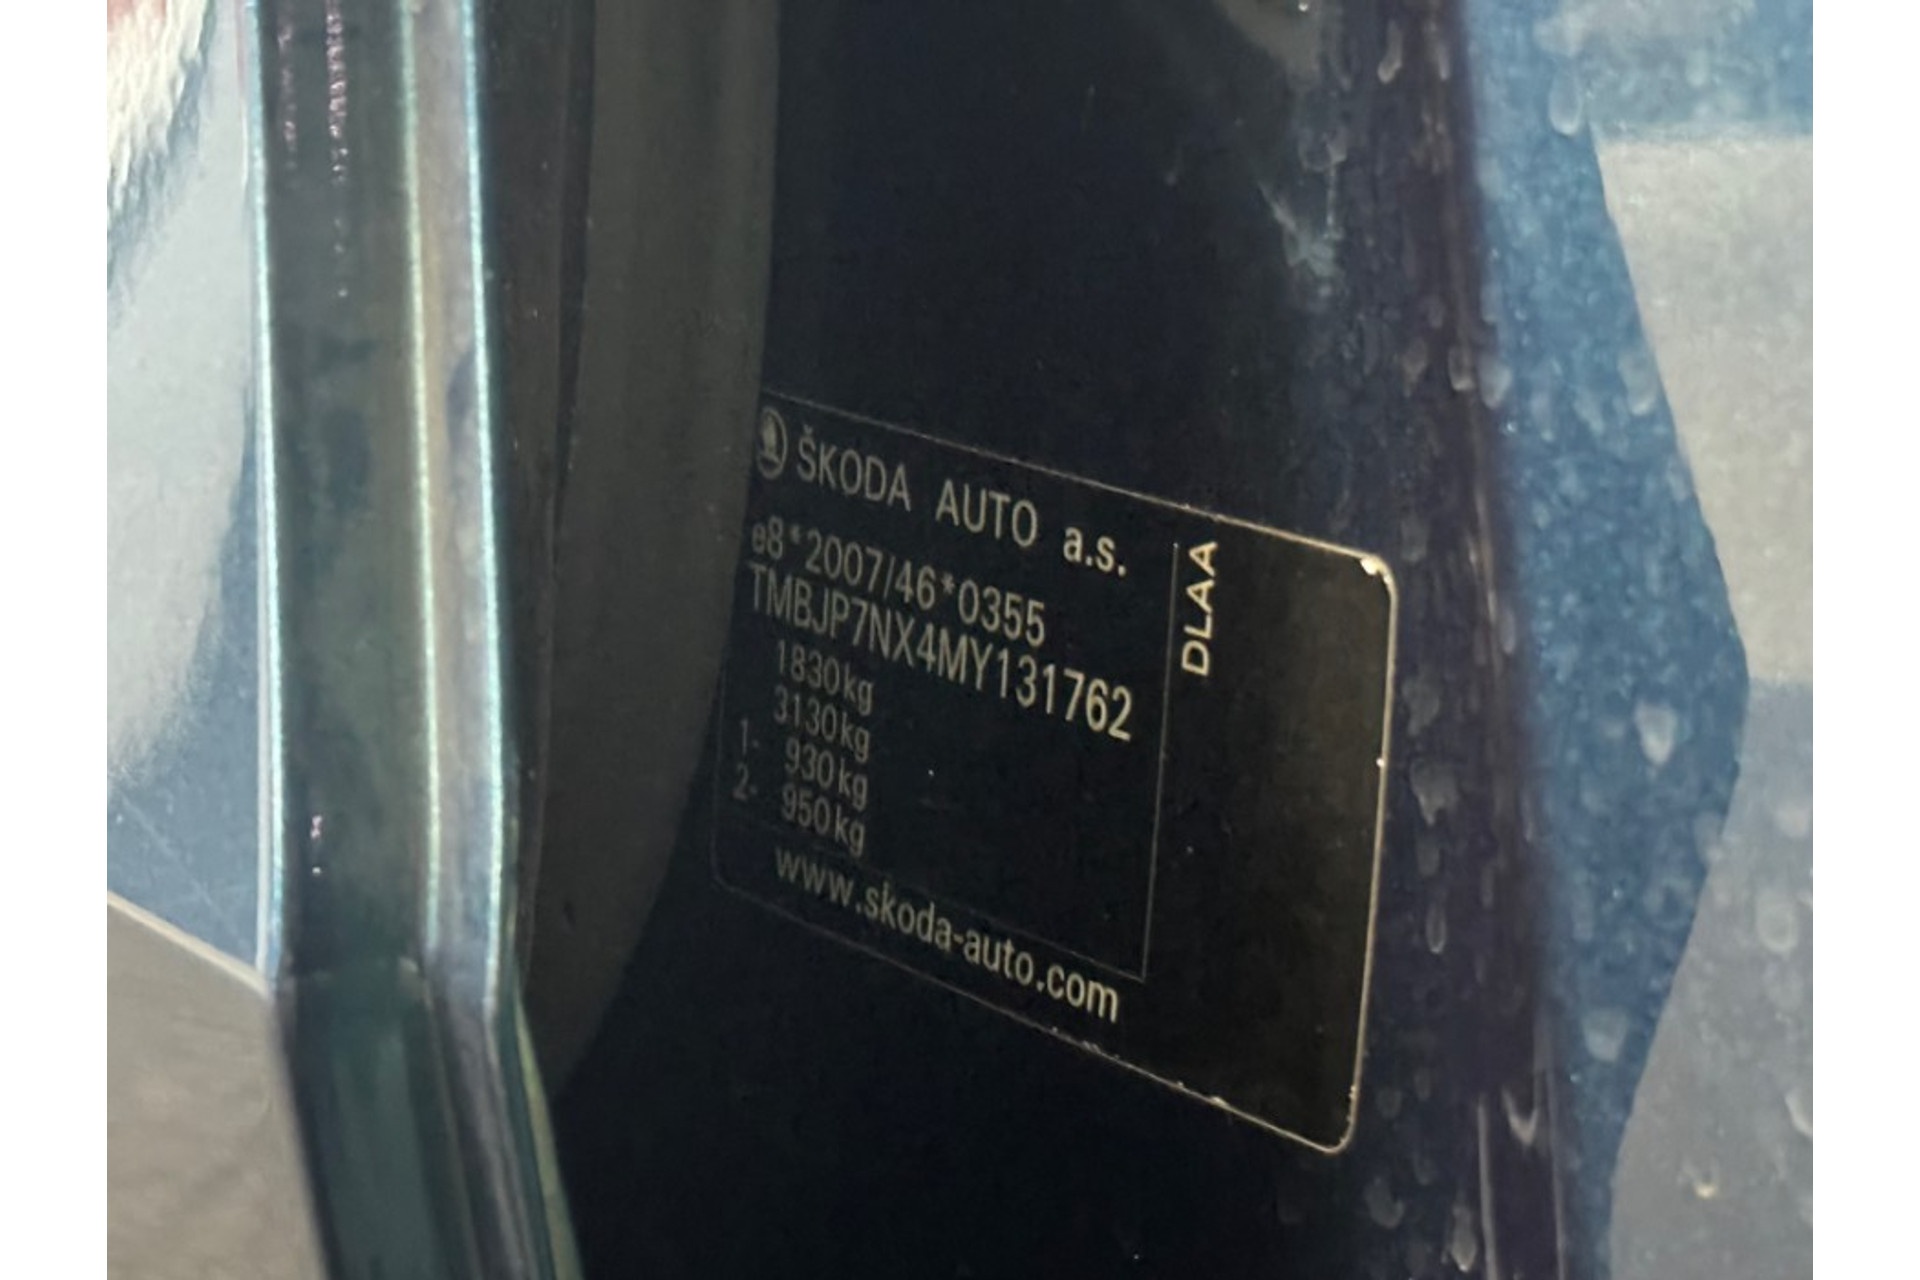 ŠKODA AUTO a.s.
e8*2007/46*0355
TMBJP7NX4MY131762
1830kg
3130kg
1- 930kg
2- 950kg
www.skoda-auto.com
DLAA